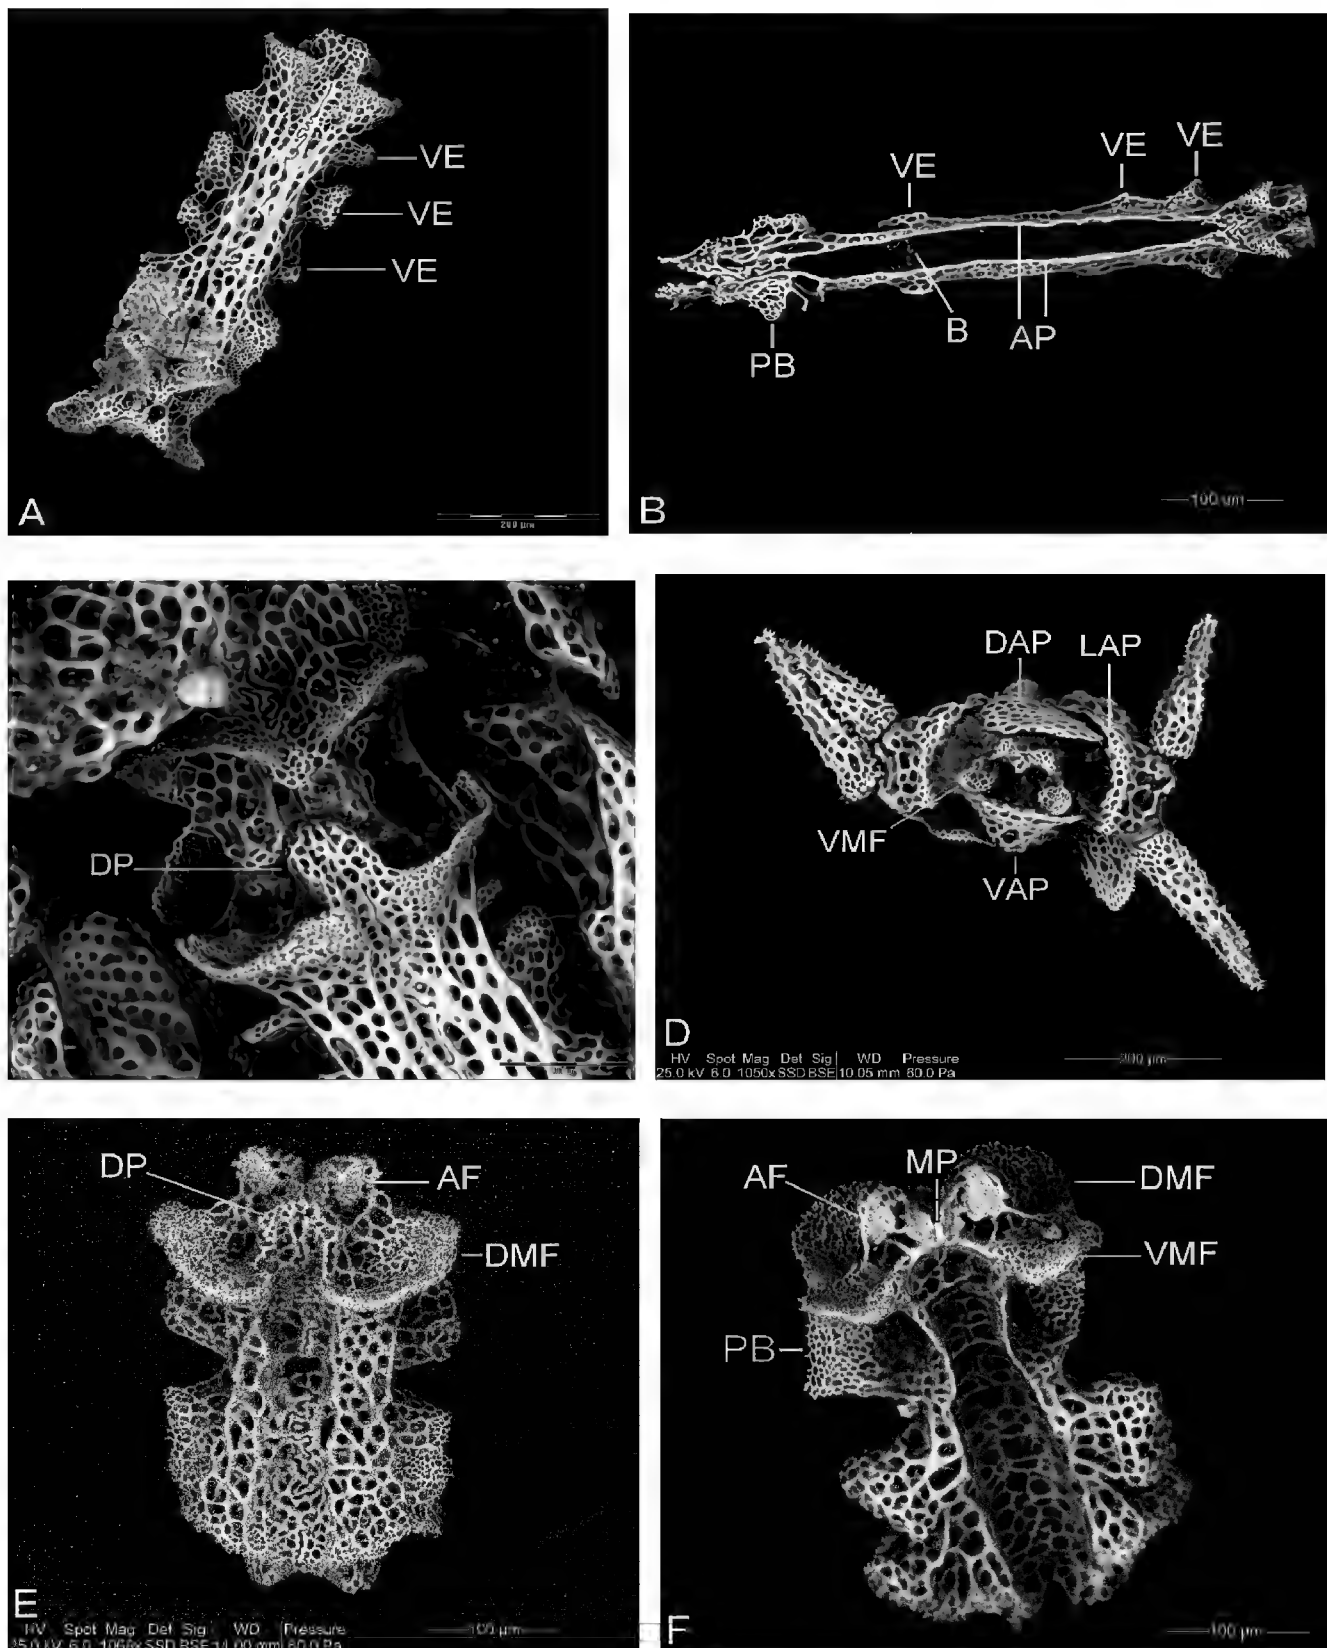 VE
VE
VE
A
200 µm
VE
VE
VE
B
AP
PB
B
100 µm
DP
DAP
LAP
VMF
VAP
D
HV Spot Mag Det Sig WD Pressure
25.0 kV 6.0 1050x SSD BSE 10.05 mm 60.0 Pa
200 µm
DP
AF
DMF
E
HV Spot Mag Det Sig WD Pressure
100 µm
AF
MP
DMF
VMF
PB
F
100 µm